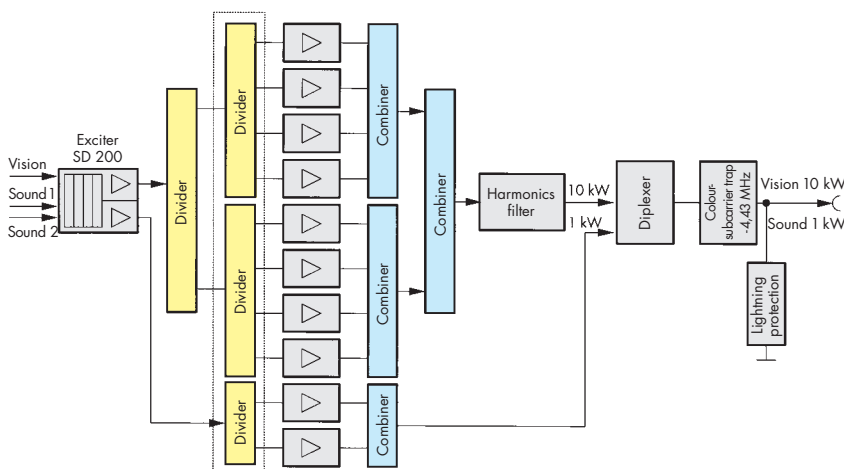 Exciter
SD 200
Vision
Sound 1
Sound 2
Divider
Divider
Divider
Divider
Combiner
Combiner
Combiner
Combiner
Harmonics
filter
10 kW
1 kW
Diplexer
Colour-
subcarrier trap
-4,43 MHz
Vision 10 kW
Sound 1 kW
Lightning
protection